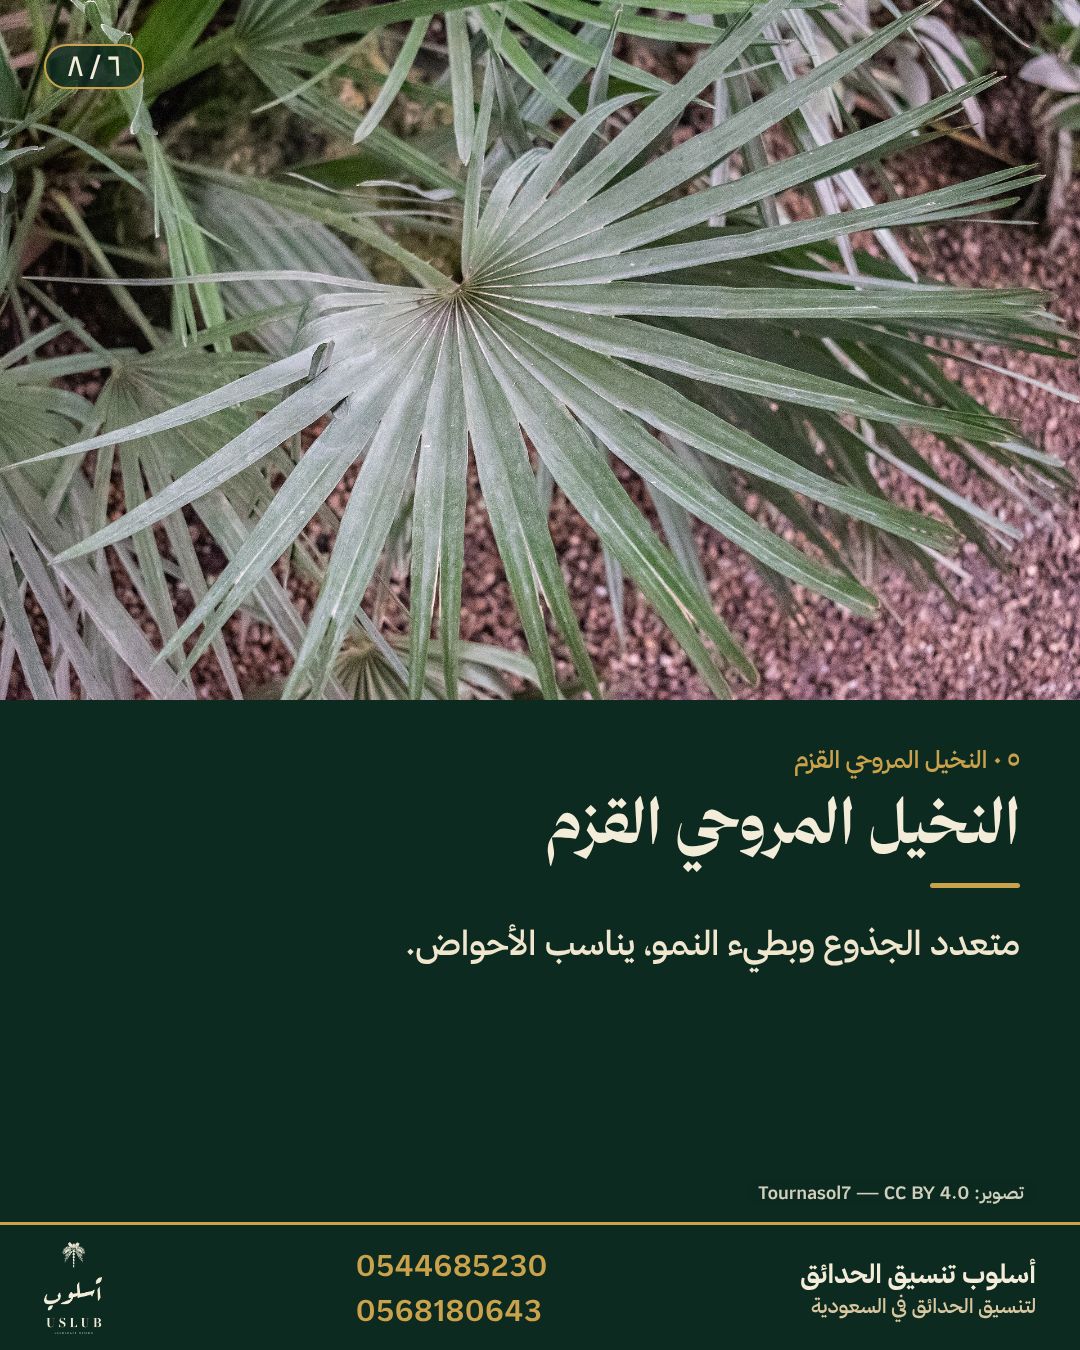 ٨/٦
٥ · النخيل المروحي القزم
النخيل المروحي القزم
متعدد الجذوع وبطيء النمو، يناسب الأحواض.
تصوير: Tournasol7 — CC BY 4.0
أسلوب تنسيق الحدائق
لتنسيق الحدائق في السعودية
0544685230
0568180643
أسلوب
USLUB